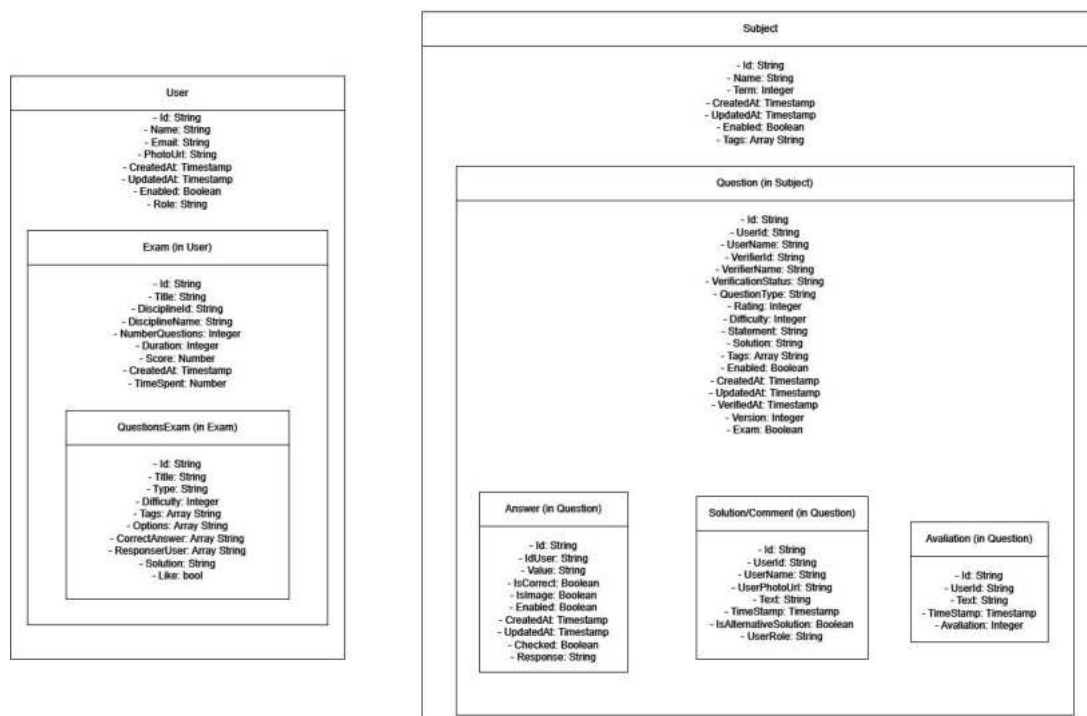 User
- Id: String
- Name: String
- Email: String
- PhotoUrl: String
- CreatedAt: Timestamp
- UpdatedAt: Timestamp
- Enabled: Boolean
- Role: String
Exam (in User)
- Id: String
- Title: String
- DisciplineId: String
- DisciplineName: String
- NumberQuestions: Integer
- Duration: Integer
- Score: Number
- CreatedAt: Timestamp
- TimeSpent: Number
QuestionsExam (in Exam)
- Id: String
- Title: String
- Type: String
- Difficulty: Integer
- Tags: Array String
- Options: Array String
- CorrectAnswer: Array String
- ResponserUser: Array String
- Solution: String
- Like: bool
Subject
- Id: String
- Name: String
- Term: Integer
- CreatedAt: Timestamp
- UpdatedAt: Timestamp
- Enabled: Boolean
- Tags: Array String
Question (in Subject)
- Id: String
- UserId: String
- UserName: String
- VerifierId: String
- VerifierName: String
- VerificationStatus: String
- QuestionType: String
- Rating: Integer
- Difficulty: Integer
- Statement: String
- Solution: String
- Tags: Array String
- Enabled: Boolean
- CreatedAt: Timestamp
- UpdatedAt: Timestamp
- VerifiedAt: Timestamp
- Version: Integer
- Exam: Boolean
Answer (in Question)
- Id: String
- IdUser: String
- Value: String
- IsCorrect: Boolean
- IsImage: Boolean
- Enabled: Boolean
- CreatedAt: Timestamp
- UpdatedAt: Timestamp
- Checked: Boolean
- Response: String
Solution/Comment (in Question)
- Id: String
- UserId: String
- UserName: String
- UserPhotoUrl: String
- Text: String
- TimeStamp: Timestamp
- IsAlternativeSolution: Boolean
- UserRole: String
Avaliation (in Question)
- Id: String
- UserId: String
- Text: String
- TimeStamp: Timestamp
- Avaliation: Integer